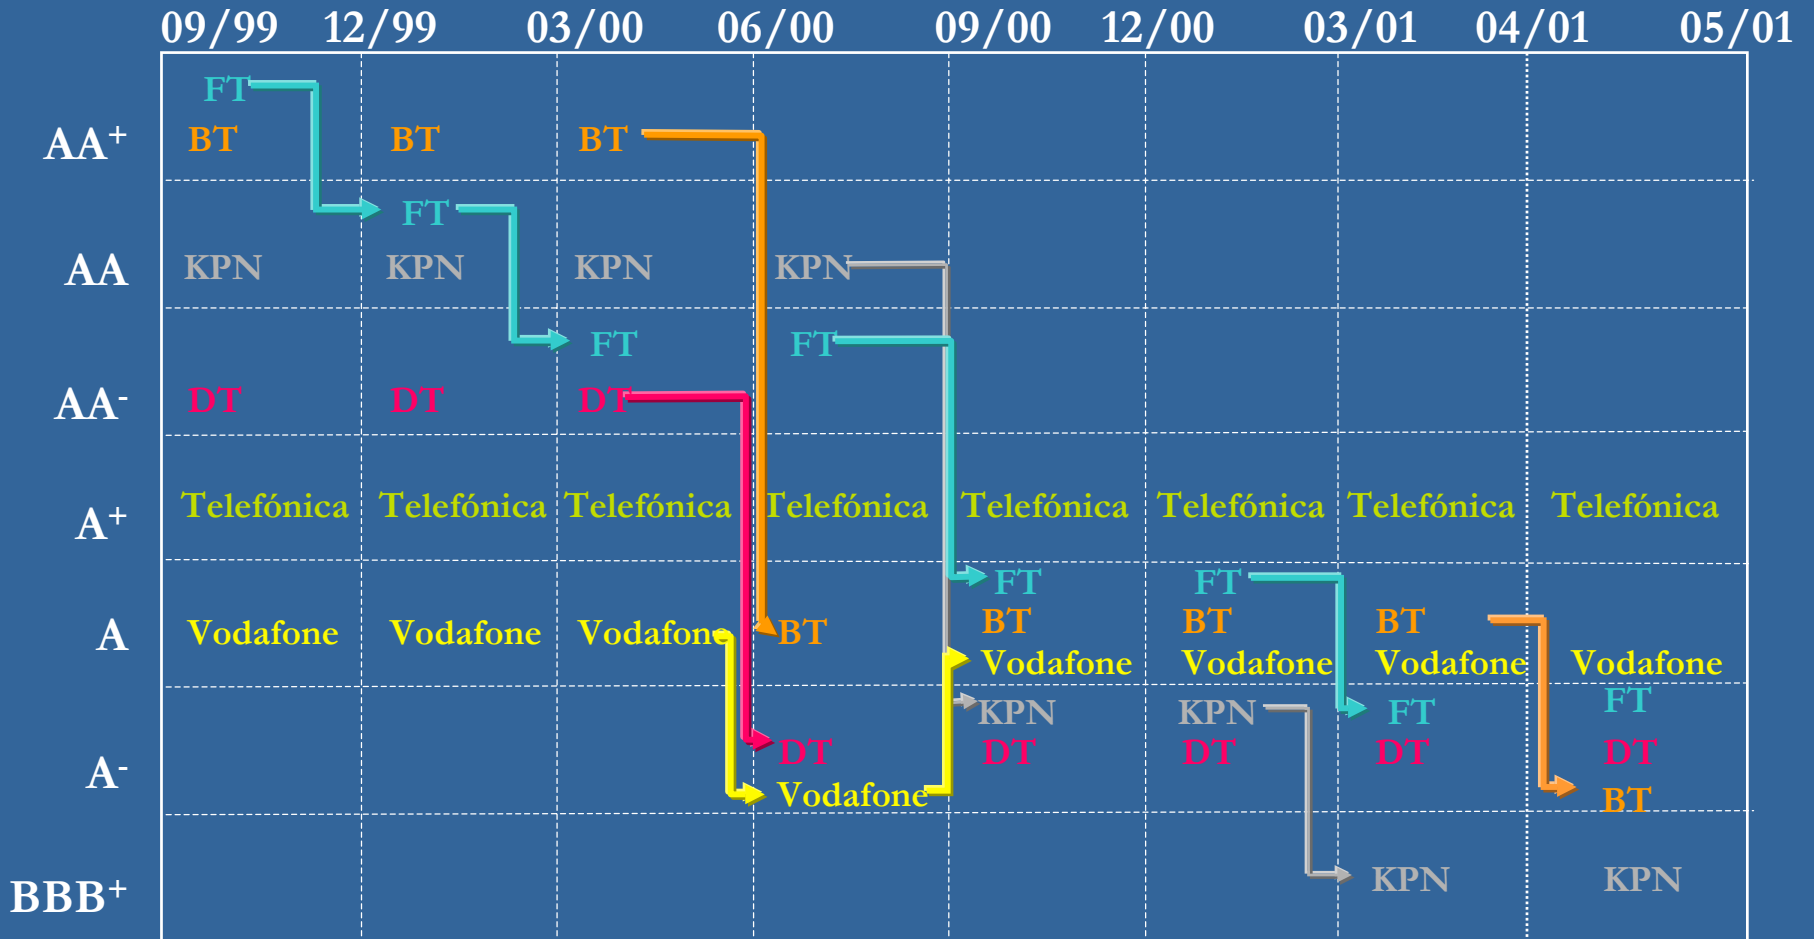 09/99 12/99 03/00 06/00 09/00 12/00 03/01 04/01 05/01
FT
AA+ BT BT BT
FT
AA KPN KPN KPN KPN
FT FT
AA- DT DT DT
A+ Telefónica Telefónica Telefónica Telefónica Telefónica Telefónica Telefónica Telefónica
FT FT
BT BT BT
A Vodafone Vodafone Vodafone BT
Vodafone Vodafone Vodafone Vodafone
KPN KPN FT FT
DT DT DT DT DT
A- Vodafone BT
BBB+ KPN KPN